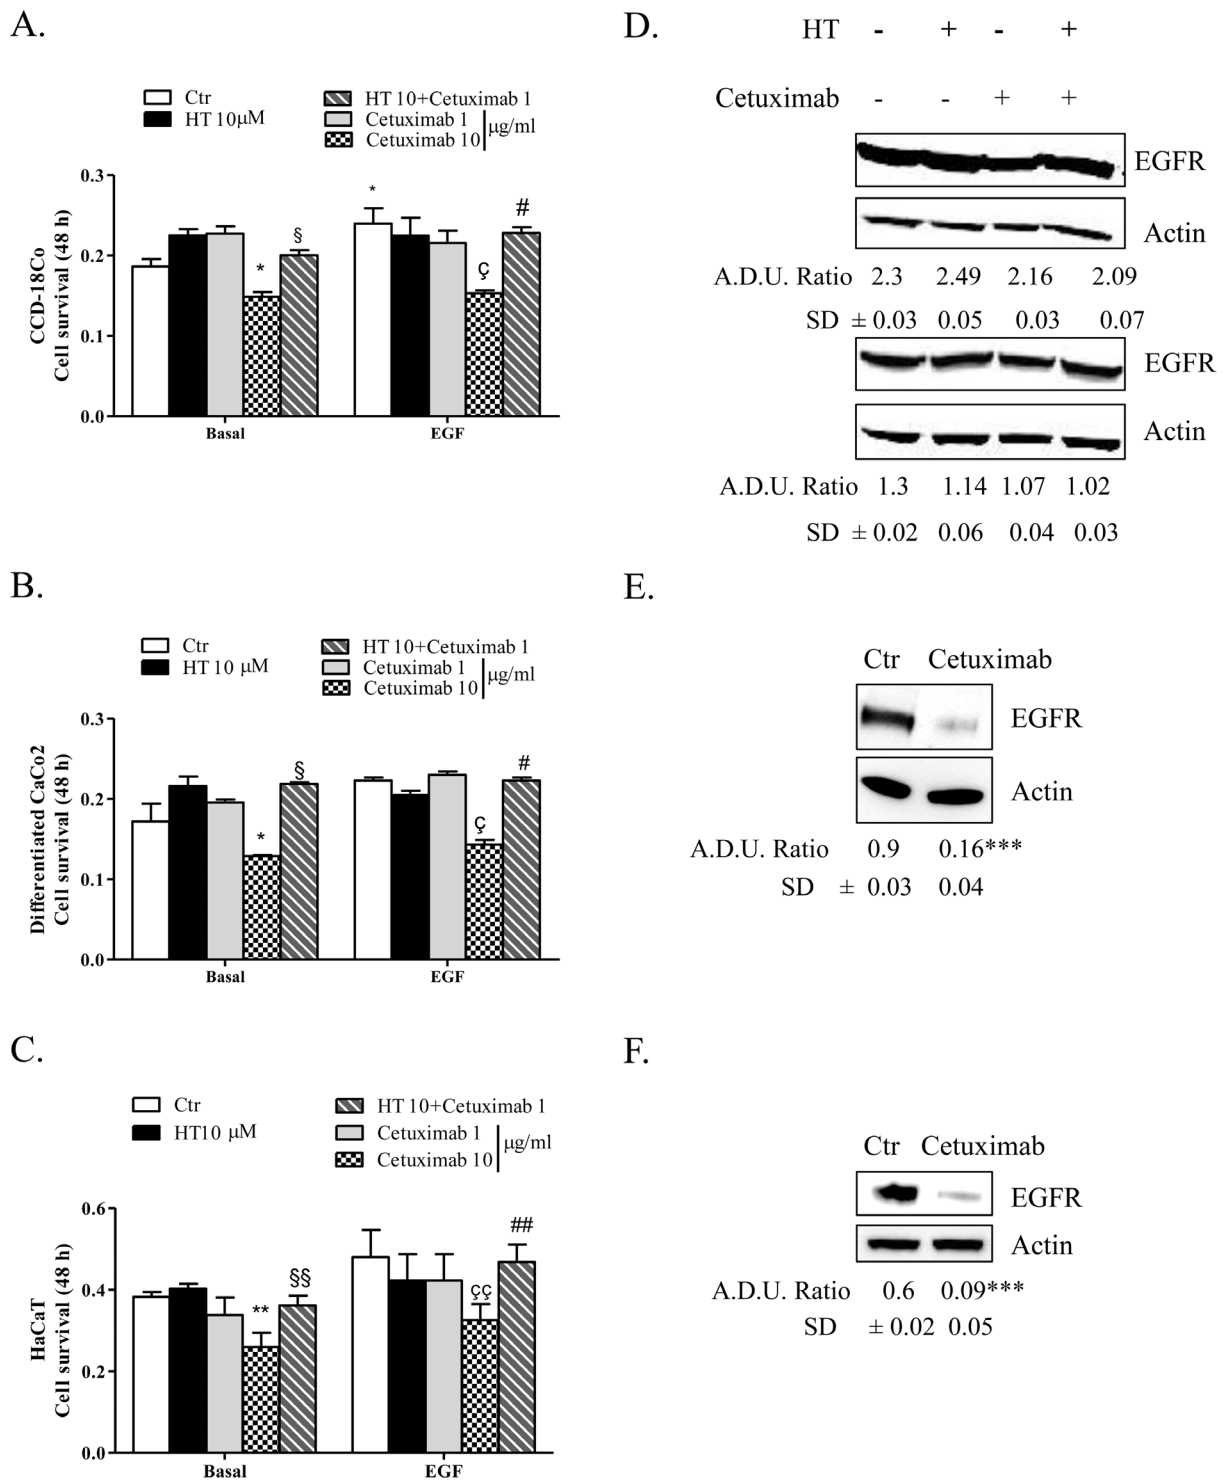 A.
Ctr
HT 10μM
HT 10+Cetuximab 1
Cetuximab 1
Cetuximab 10
μg/ml
CCD-18Co
Cell survival (48 h)
0.3
0.2
0.1
0.0
*
§
*
Ç
#
Basal
EGF
B.
Ctr
HT 10 μM
HT 10+Cetuximab 1
Cetuximab 1
Cetuximab 10
μg/ml
Differentiated CaCo2
Cell survival (48 h)
0.3
0.2
0.1
0.0
*
§
Ç
#
Basal
EGF
C.
Ctr
HT10 μM
HT 10+Cetuximab 1
Cetuximab 1
Cetuximab 10
μg/ml
HaCaT
Cell survival (48 h)
0.6
0.4
0.2
0.0
**
§§
ÇÇ
##
Basal
EGF
D.
HT - + - +
Cetuximab - - + +
EGFR
Actin
A.D.U. Ratio 2.3 2.49 2.16 2.09
SD ± 0.03 0.05 0.03 0.07
EGFR
Actin
A.D.U. Ratio 1.3 1.14 1.07 1.02
SD ± 0.02 0.06 0.04 0.03
E.
Ctr Cetuximab
EGFR
Actin
A.D.U. Ratio 0.9 0.16***
SD ± 0.03 0.04
F.
Ctr Cetuximab
EGFR
Actin
A.D.U. Ratio 0.6 0.09***
SD ± 0.02 0.05